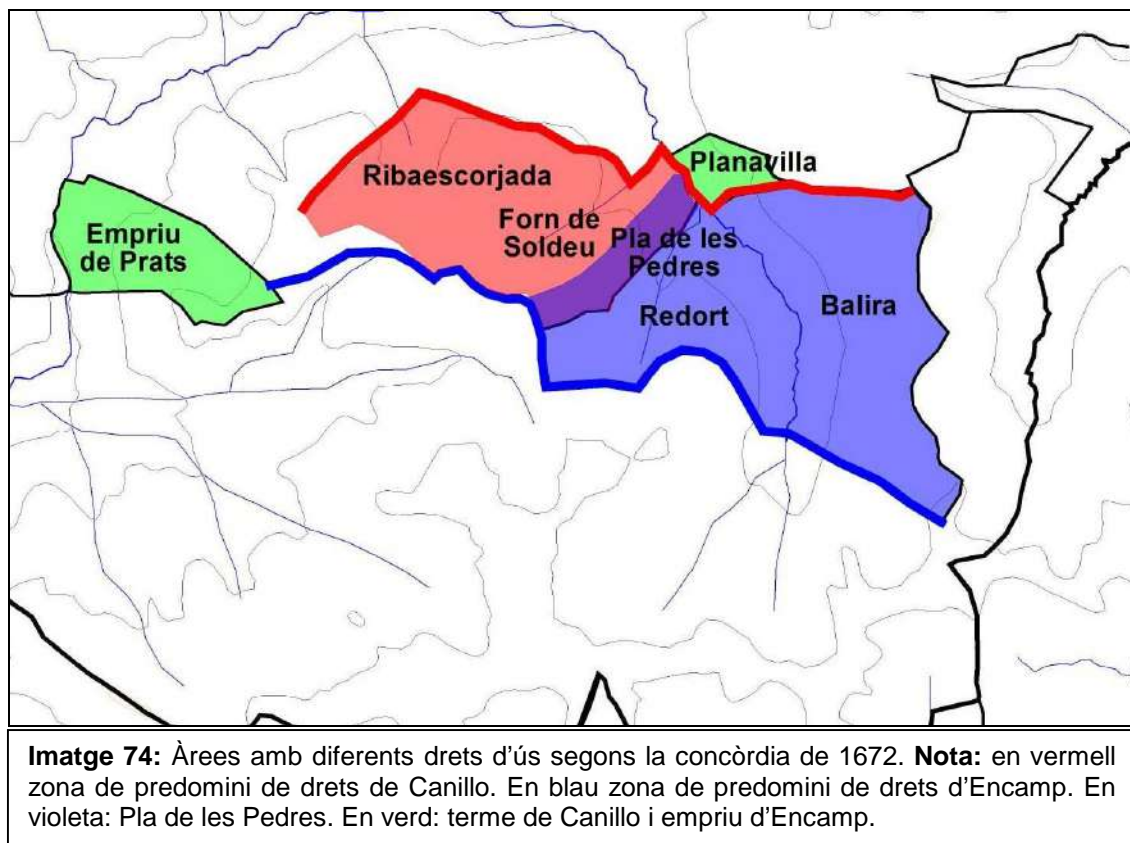 Planavilla
Ribaescorjada
Empriu
de Prats
Forn de
Soldeu
Pla de les
Pedres
Redort
Balira
Imatge 74: Àrees amb diferents drets d'ús segons la concòrdia de 1672. Nota: en vermell
zona de predomini de drets de Canillo. En blau zona de predomini de drets d'Encamp. En
violeta: Pla de les Pedres. En verd: terme de Canillo i empriu d'Encamp.